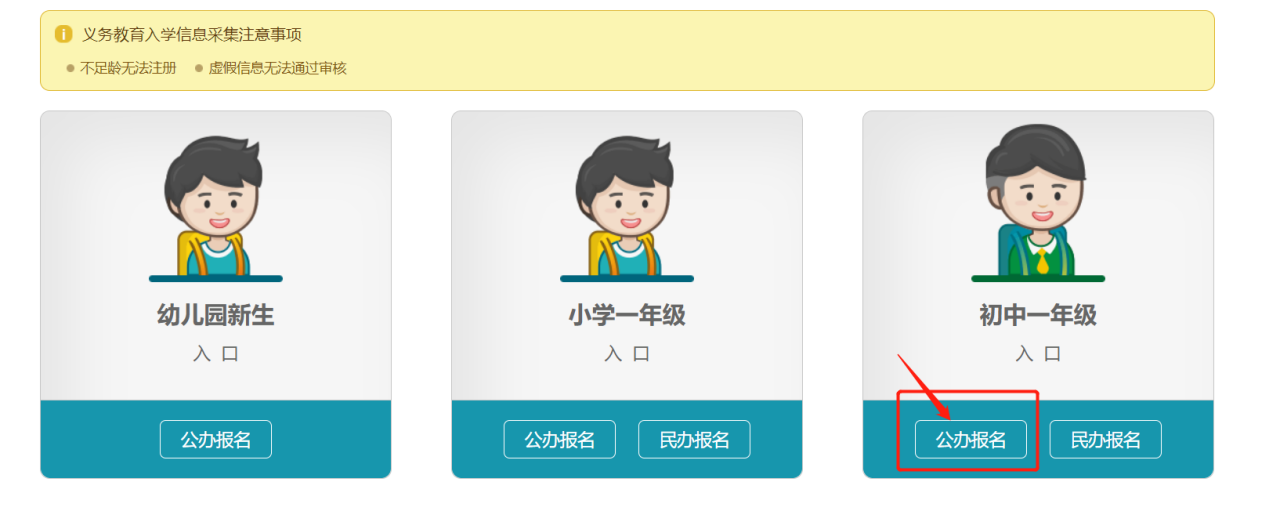 义务教育入学信息采集注意事项
不足龄无法注册 虚假信息无法通过审核
幼儿园新生
入口
公办报名
小学一年级
入口
公办报名 民办报名
初中一年级
入口
公办报名 民办报名